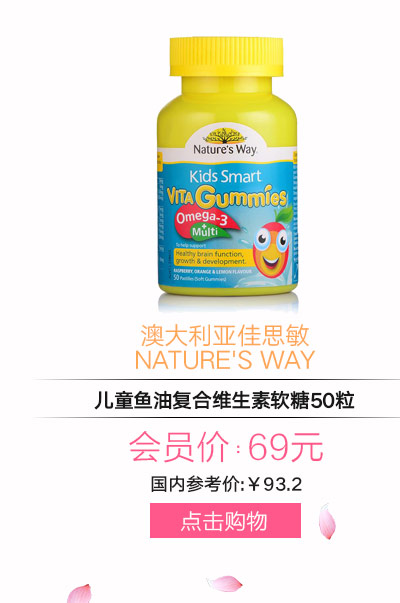 Nature's Way
Kids Smart
VITA Gummies
Omega-3
+
Multi
To help support
Healthy brain function,
growth & development.
RASPBERRY, ORANGE & LEMON FLAVOUR
50 Pastilles (Soft Gummies)
澳大利亚佳思敏
NATURE'S WAY
儿童鱼油复合维生素软糖50粒
会员价:69元
国内参考价:￥93.2
点击购物